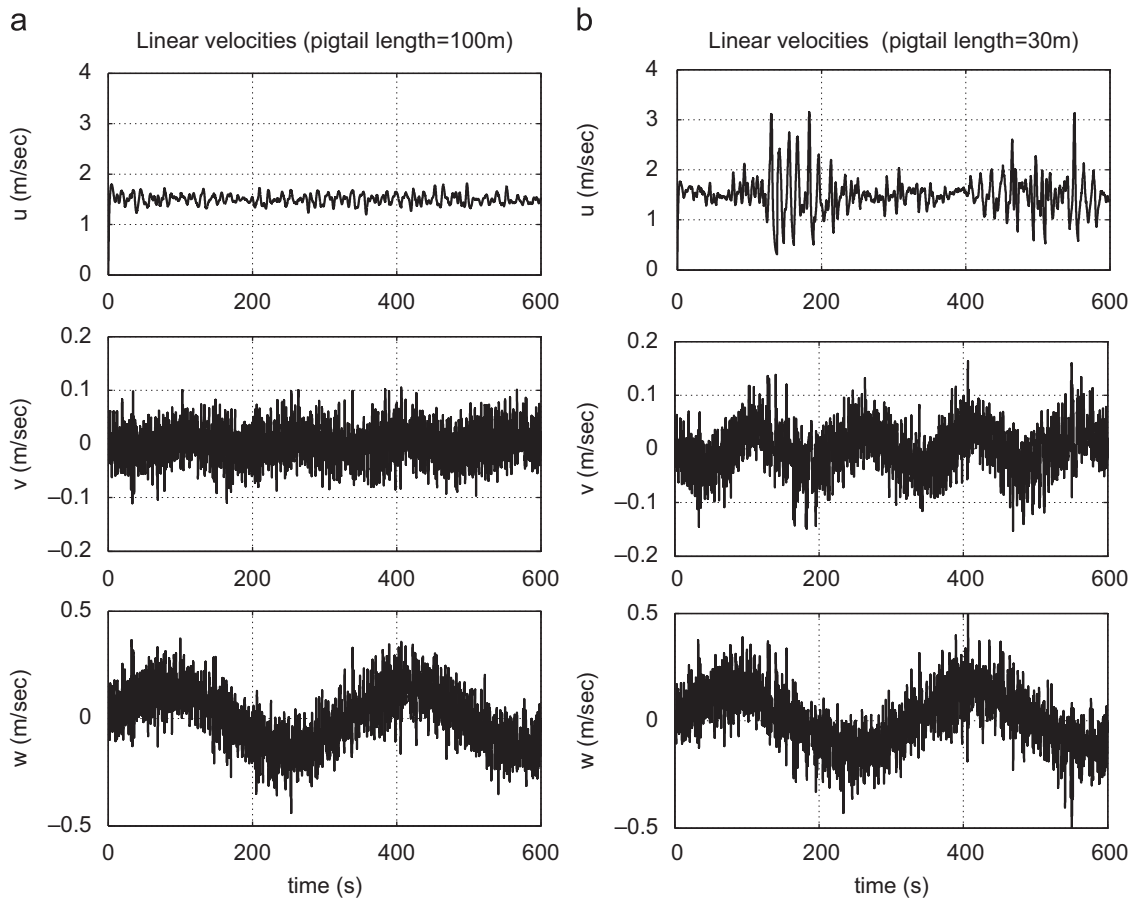 a
Linear velocities (pigtail length=100m)
4
3
2
1
0
u (m/sec)
0 200 400 600
0.2
0.1
0
–0.1
–0.2
v (m/sec)
0 200 400 600
0.5
0
–0.5
w (m/sec)
0 200 400 600
time (s)
b
Linear velocities (pigtail length=30m)
4
3
2
1
0
u (m/sec)
0 200 400 600
0.2
0.1
0
–0.1
–0.2
v (m/sec)
0 200 400 600
0.5
0
–0.5
w (m/sec)
0 200 400 600
time (s)